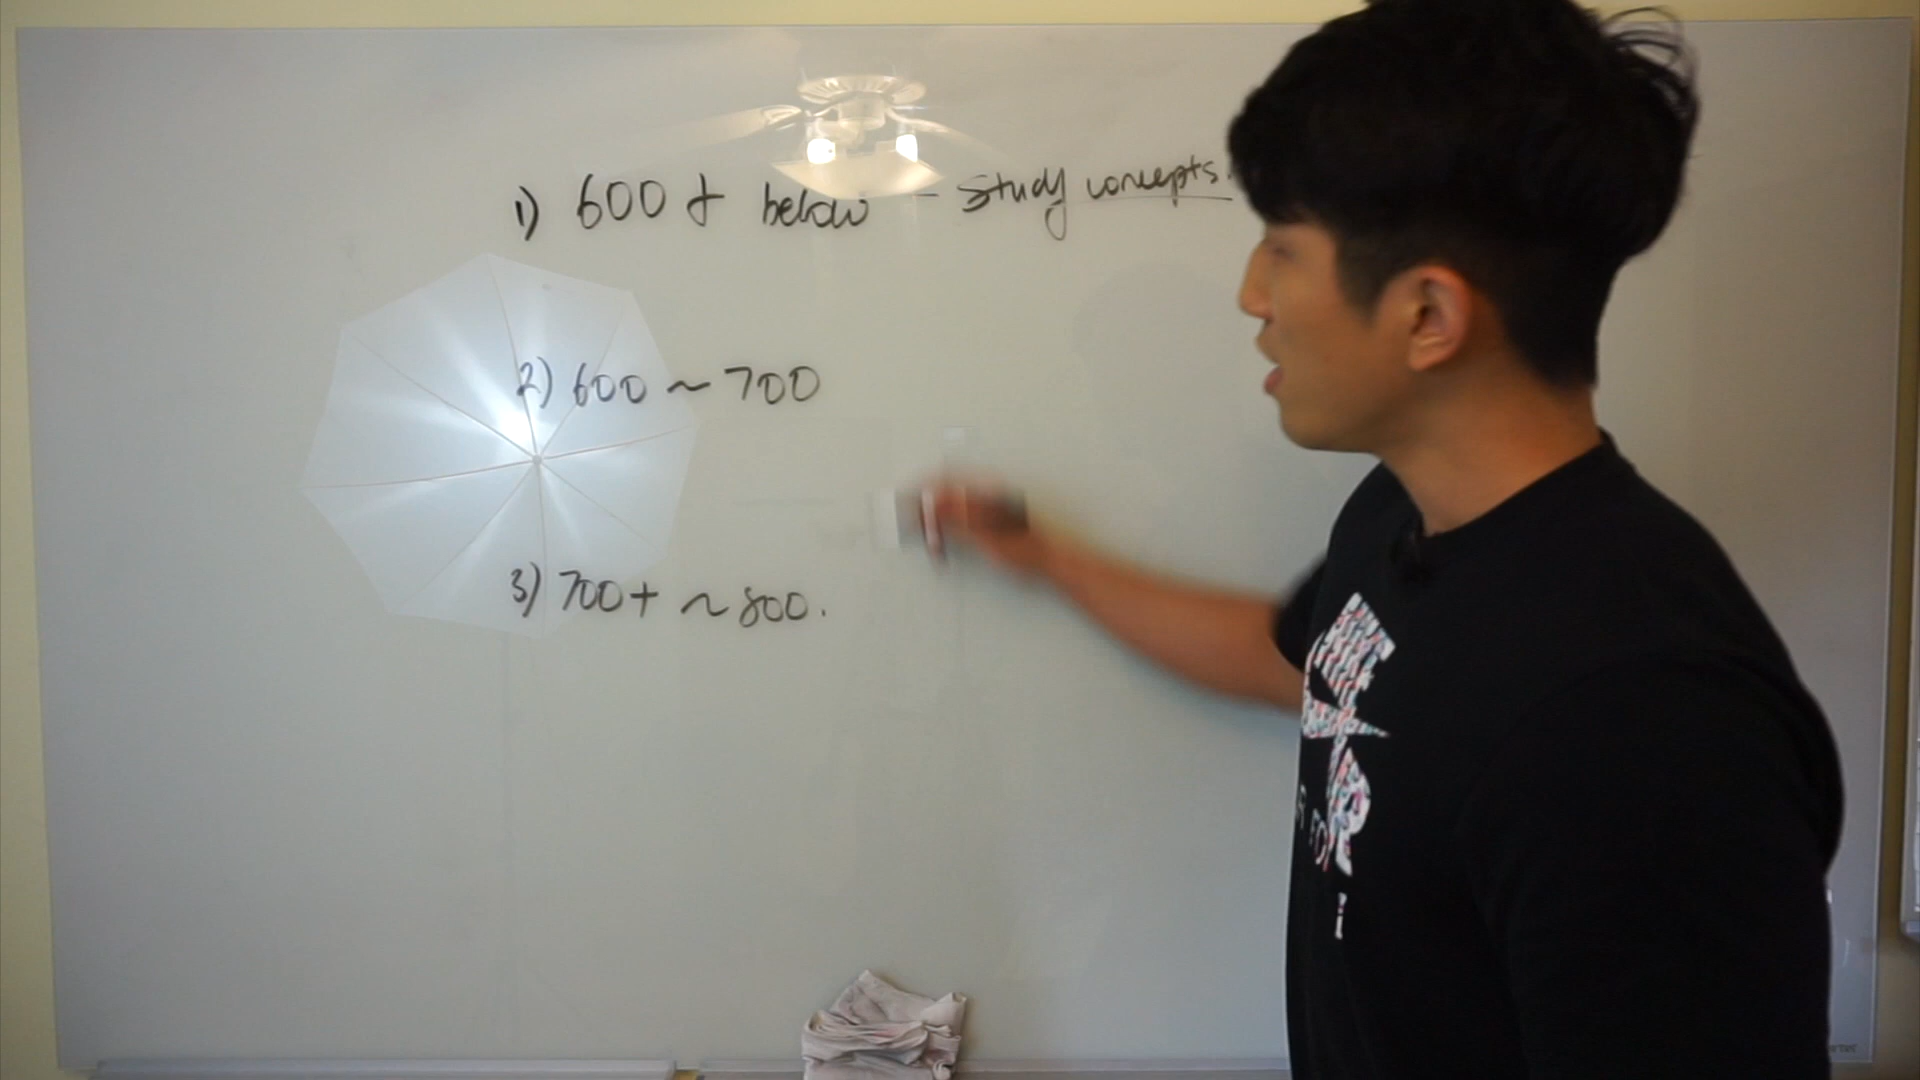 1) 600 + below - Study concepts.
2) 600 ~ 700
3) 700+ ~ 800.